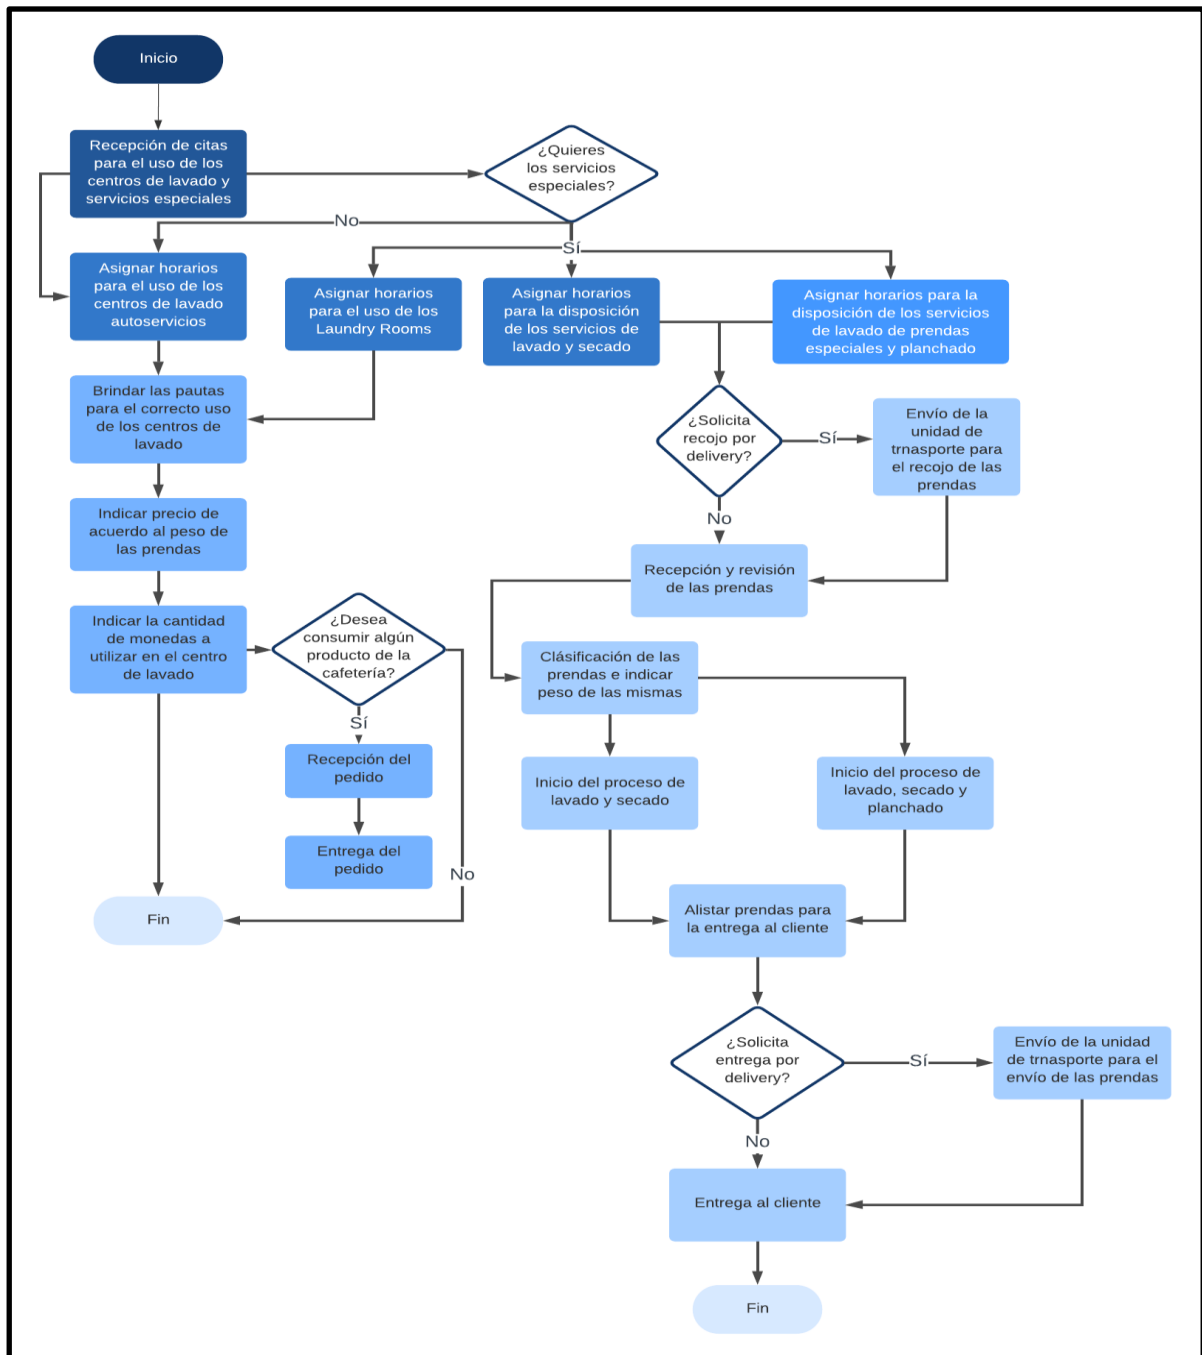 Inicio
Recepción de citas
para el uso de los
centros de lavado y
servicios especiales
¿Quieres
los servicios
especiales?
No
Sí
Asignar horarios
para el uso de los
centros de lavado
autoservicios
Asignar horarios
para el uso de los
Laundry Rooms
Asignar horarios
para la disposición
de los servicios de
lavado y secado
Asignar horarios para la
disposición de los servicios
de lavado de prendas
especiales y planchado
Brindar las pautas
para el correcto uso
de los centros de
lavado
¿Solicita
recojo por
delivery?
Sí
Envío de la
unidad de
trnasporte para
el recojo de las
prendas
No
Indicar precio de
acuerdo al peso de
las prendas
Recepción y revisión
de las prendas
Indicar la cantidad
de monedas a
utilizar en el centro
de lavado
¿Desea
consumir algún
producto de la
cafetería?
Sí
Clásificación de las
prendas e indicar
peso de las mismas
Recepción del
pedido
Inicio del proceso de
lavado y secado
Inicio del proceso de
lavado, secado y
planchado
Entrega del
pedido
No
Fin
Alistar prendas para
la entrega al cliente
¿Solicita
entrega por
delivery?
Sí
Envío de la unidad
de trnasporte para el
envío de las prendas
No
Entrega al cliente
Fin